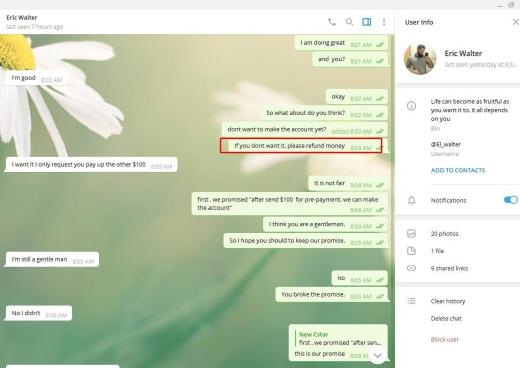 Eric Walter
last seen 7 hours ago
I am doing great 8:01 AM
and you? 8:01 AM
I'm good 8:02 AM
okay 8:02 AM
So what about do you think? 8:02 AM
dont want to make the account yet? edited 8:02 AM
If you dont want it, please refund money 8:03 AM
I want it I only request you pay up the other $100 8:03 AM
It is not fair 8:04 AM
first , we promised "after send $100 for pre-payment, we can make
the account" 8:04 AM
I think you are a gentleman. 8:04 AM
So I hope you should to keep our promise. 8:05 AM
I'm still a gentle man 8:05 AM
no 8:05 AM
You broke the promise. 8:05 AM
No I didn't 8:06 AM
New Cstar
first , we promised "after sen...
this is our promise 8:09 AM
User Info
Eric Walter
last seen yesterday at 6:3...
Life can become as fruitful as
you want it to, it all depends
on you
Bio
@El_walter
Username
ADD TO CONTACTS
Notifications
20 photos
1 file
9 shared links
Clear history
Delete chat
Block user